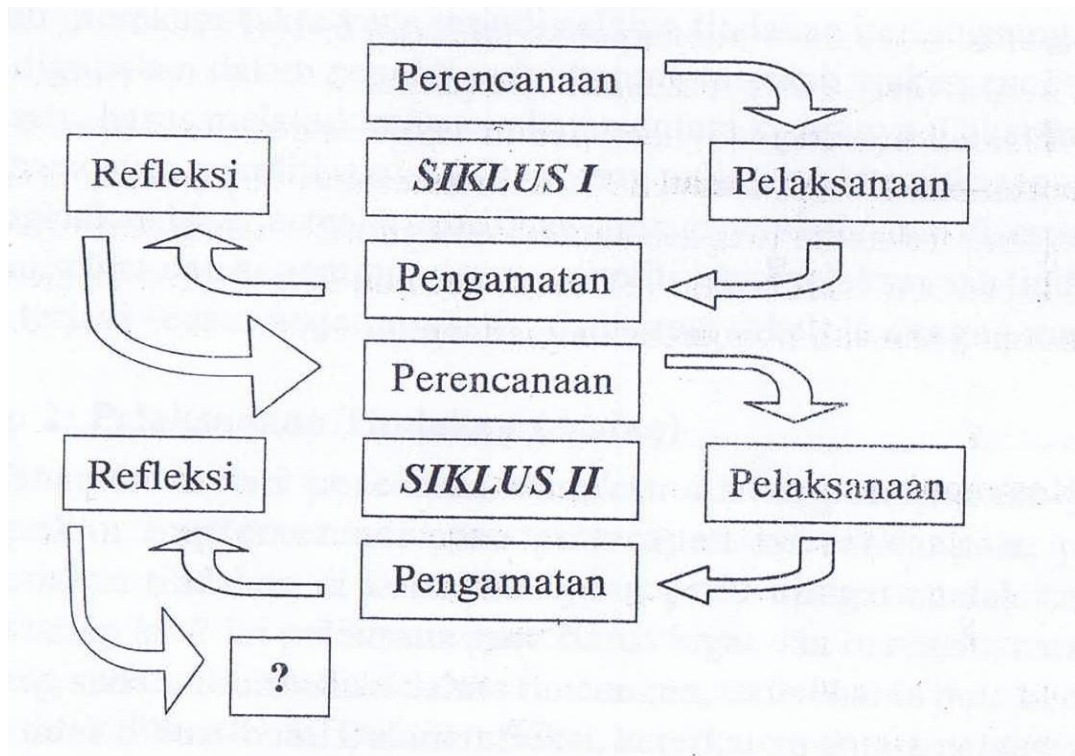 Perencanaan
Refleksi
SIKLUS I
Pelaksanaan
Pengamatan
Perencanaan
Refleksi
SIKLUS II
Pelaksanaan
Pengamatan
?